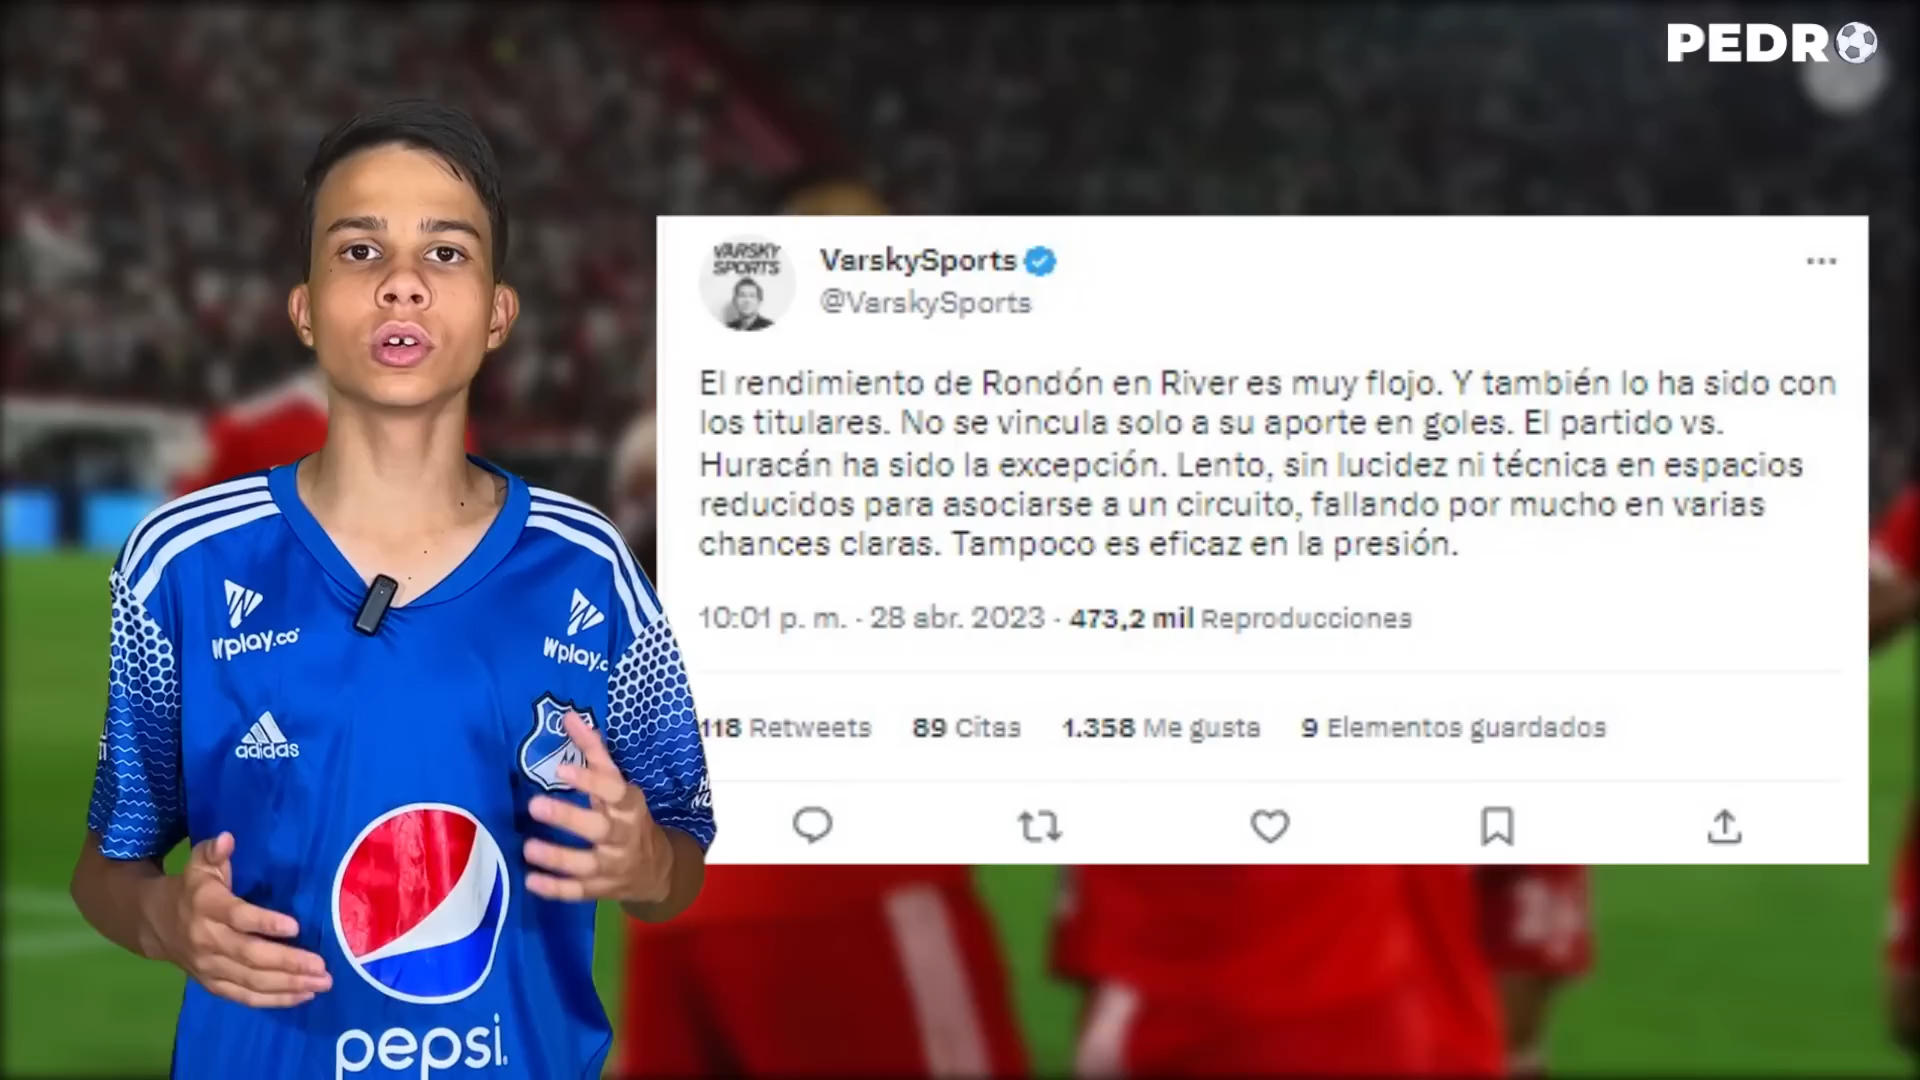 PEDR
VARSKY
SPORTS
VarskySports
@VarskySports
El rendimiento de Rondón en River es muy flojo. Y también lo ha sido con
los titulares. No se vincula solo a su aporte en goles. El partido vs.
Huracán ha sido la excepción. Lento, sin lucidez ni técnica en espacios
reducidos para asociarse a un circuito, fallando por mucho en varias
chances claras. Tampoco es eficaz en la presión.
10:01 p. m. · 28 abr. 2023 · 473,2 mil Reproducciones
118 Retweets 89 Citas 1.358 Me gusta 9 Elementos guardados
Wplay.co
Wplay.c
adidas
pepsi.